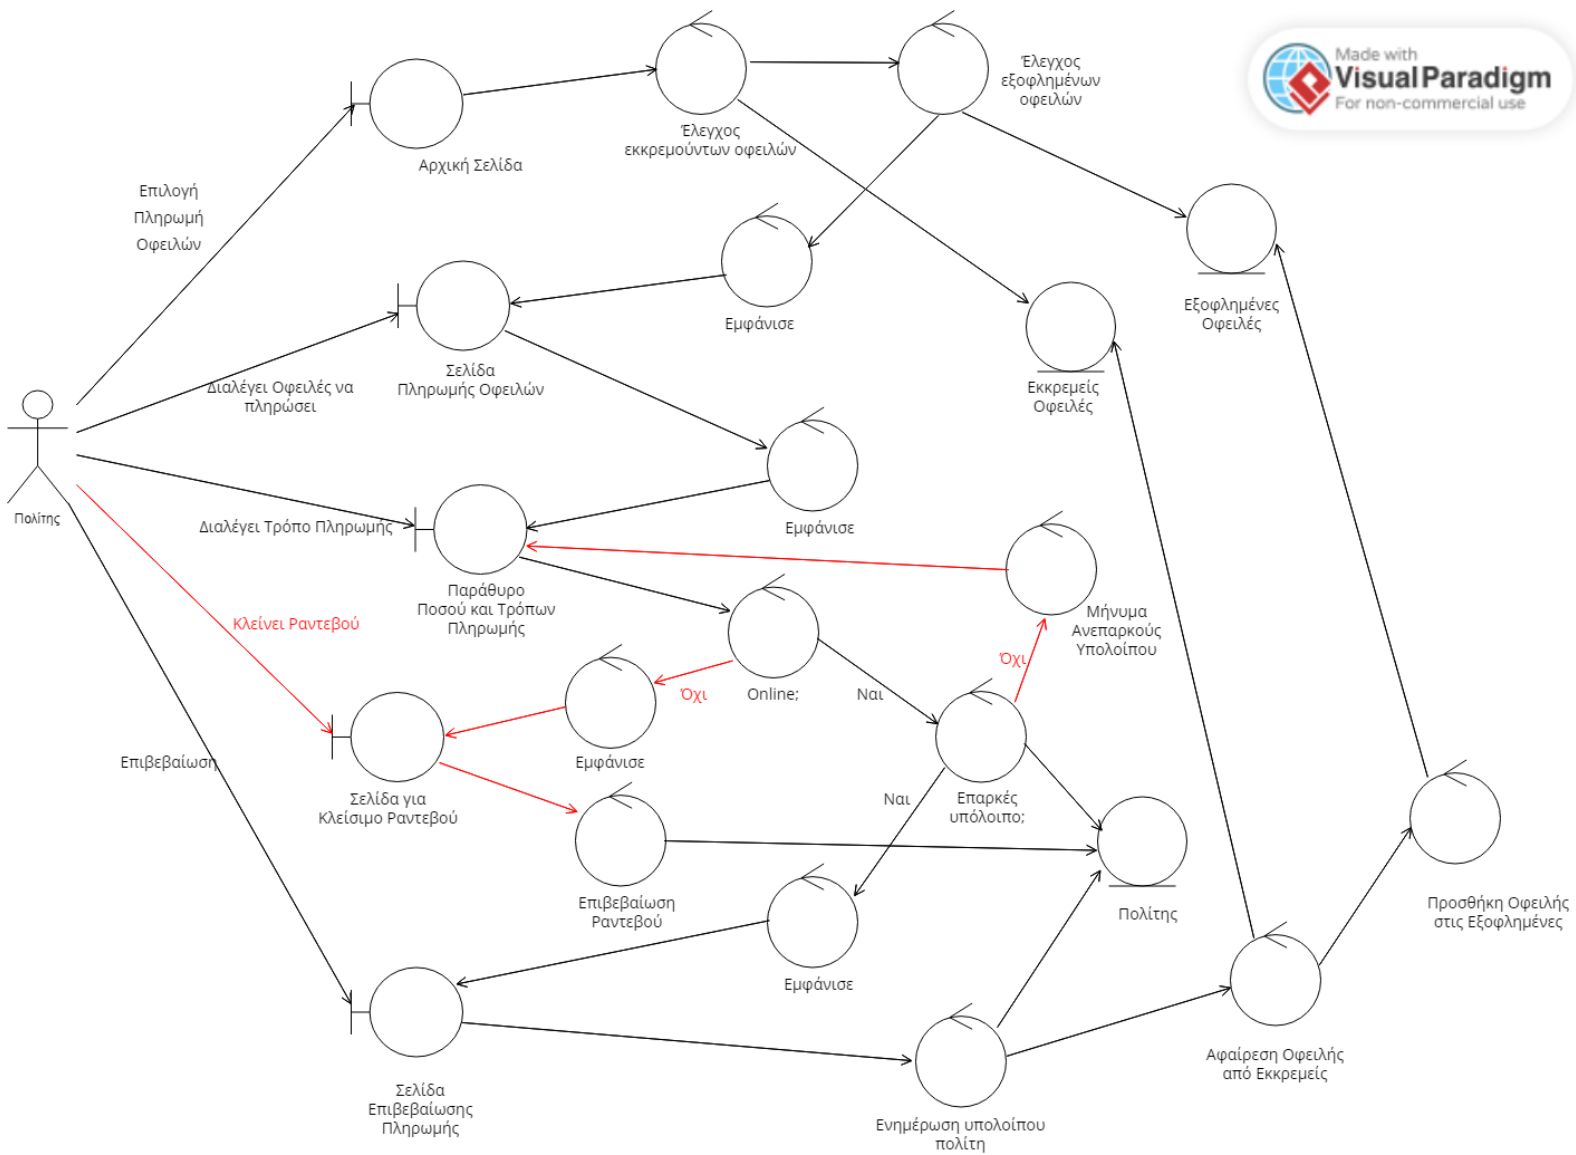 Made with
Visual Paradigm
For non-commercial use
Έλεγχος
εξοφλημένων
οφειλών
Έλεγχος
εκκρεμούντων οφειλών
Αρχική Σελίδα
Επιλογή
Πληρωμή
Οφειλών
Εξοφλημένες
Οφειλές
Εμφάνισε
Σελίδα
Πληρωμής Οφειλών
Διαλέγει Οφειλές να
πληρώσει
Εκκρεμείς
Οφειλές
Πολίτης
Διαλέγει Τρόπο Πληρωμής
Εμφάνισε
Παράθυρο
Ποσού και Τρόπων
Πληρωμής
Μήνυμα
Ανεπαρκούς
Υπολοίπου
Κλείνει Ραντεβού
Όχι
Όχι
Online;
Ναι
Εμφάνισε
Επιβεβαίωση
Σελίδα για
Κλείσιμο Ραντεβού
Ναι
Επαρκές
υπόλοιπο;
Επιβεβαίωση
Ραντεβού
Πολίτης
Προσθήκη Οφειλής
στις Εξοφλημένες
Εμφάνισε
Αφαίρεση Οφειλής
από Εκκρεμείς
Σελίδα
Επιβεβαίωσης
Πληρωμής
Ενημέρωση υπολοίπου
πολίτη